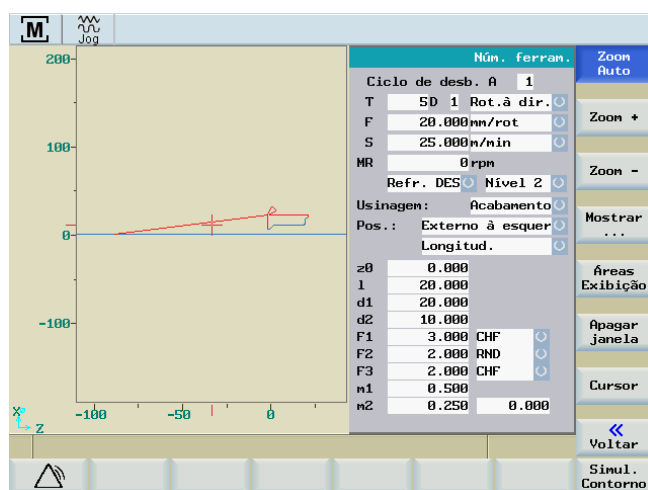 M
Jog
Núm. ferram.
Zoom Auto
Ciclo de desb. A 1
T 5 D 1 Rot.à dir.
F 20.000 mm/rot
Zoom +
S 25.000 m/min
MR 0 rpm
Zoom -
Refr. DES Nível 2
Usinagem: Acabamento
Mostrar ...
Pos.: Externo à esquer
Longitud.
z0 0.000
Áreas Exibição
l 20.000
d1 20.000
d2 10.000
Apagar janela
F1 3.000 CHF
F2 2.000 RND
F3 2.000 CHF
Cursor
m1 0.500
m2 0.250 0.000
Voltar
Simul. Contorno
200
100
0
-100
-100 -50 0
X
Z